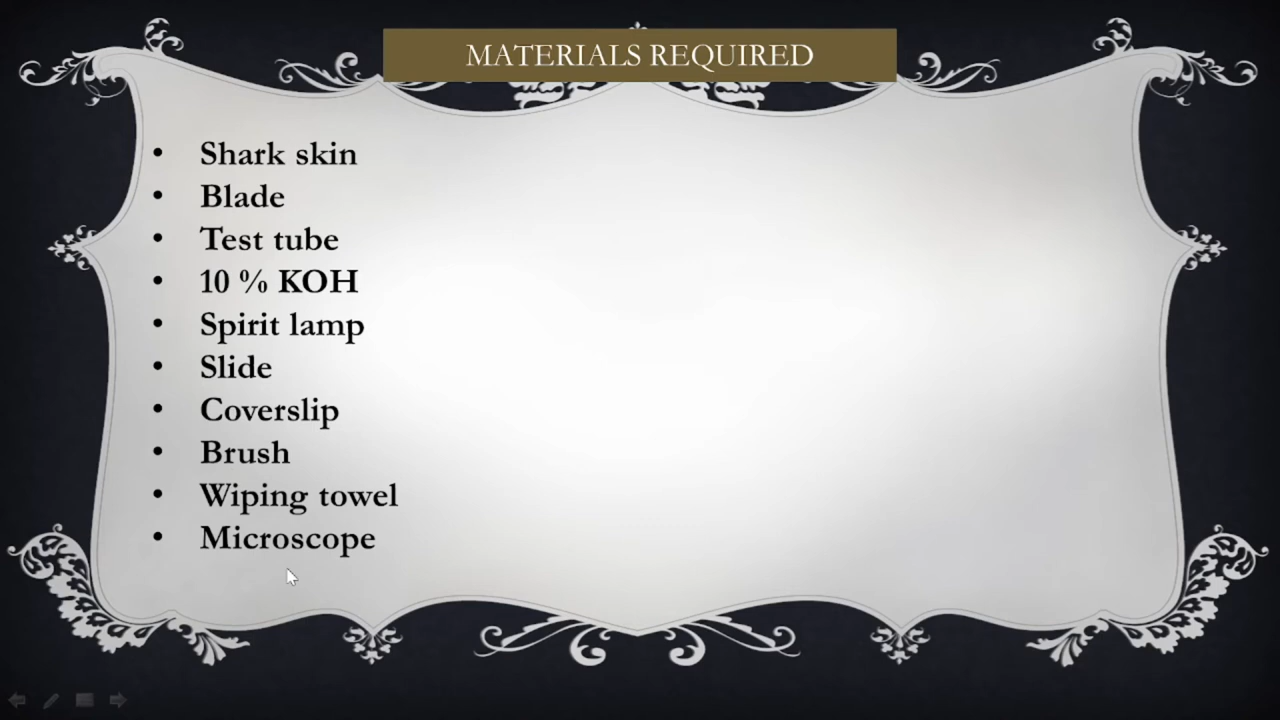 MATERIALS REQUIRED
• Shark skin
• Blade
• Test tube
• 10 % KOH
• Spirit lamp
• Slide
• Coverslip
• Brush
• Wiping towel
• Microscope